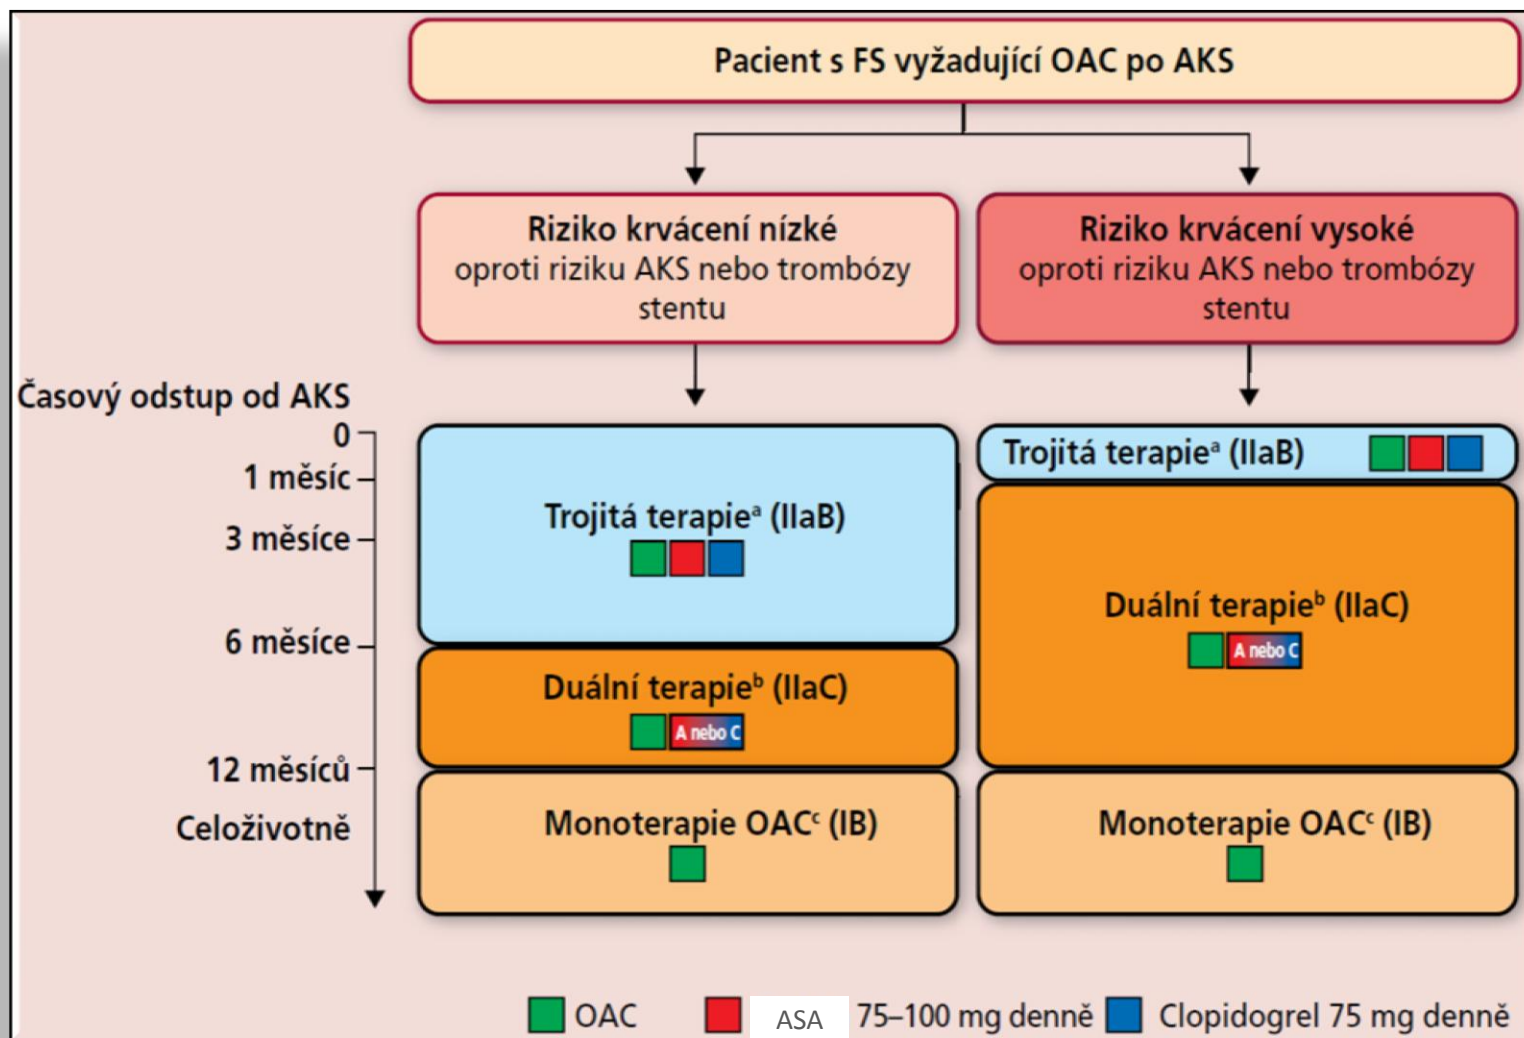 Pacient s FS vyžadující OAC po AKS
Riziko krvácení nízké
oproti riziku AKS nebo trombózy
stentu
Riziko krvácení vysoké
oproti riziku AKS nebo trombózy
stentu
Časový odstup od AKS
0
1 měsíc
3 měsíce
6 měsíce
12 měsíců
Celoživotně
Trojitá terapieᵃ (IIaB)
Duální terapieᵇ (IIaC)
A nebo C
Monoterapie OACᶜ (IB)
Trojitá terapieᵃ (IIaB)
Duální terapieᵇ (IIaC)
A nebo C
Monoterapie OACᶜ (IB)
OAC ASA 75–100 mg denně Clopidogrel 75 mg denně